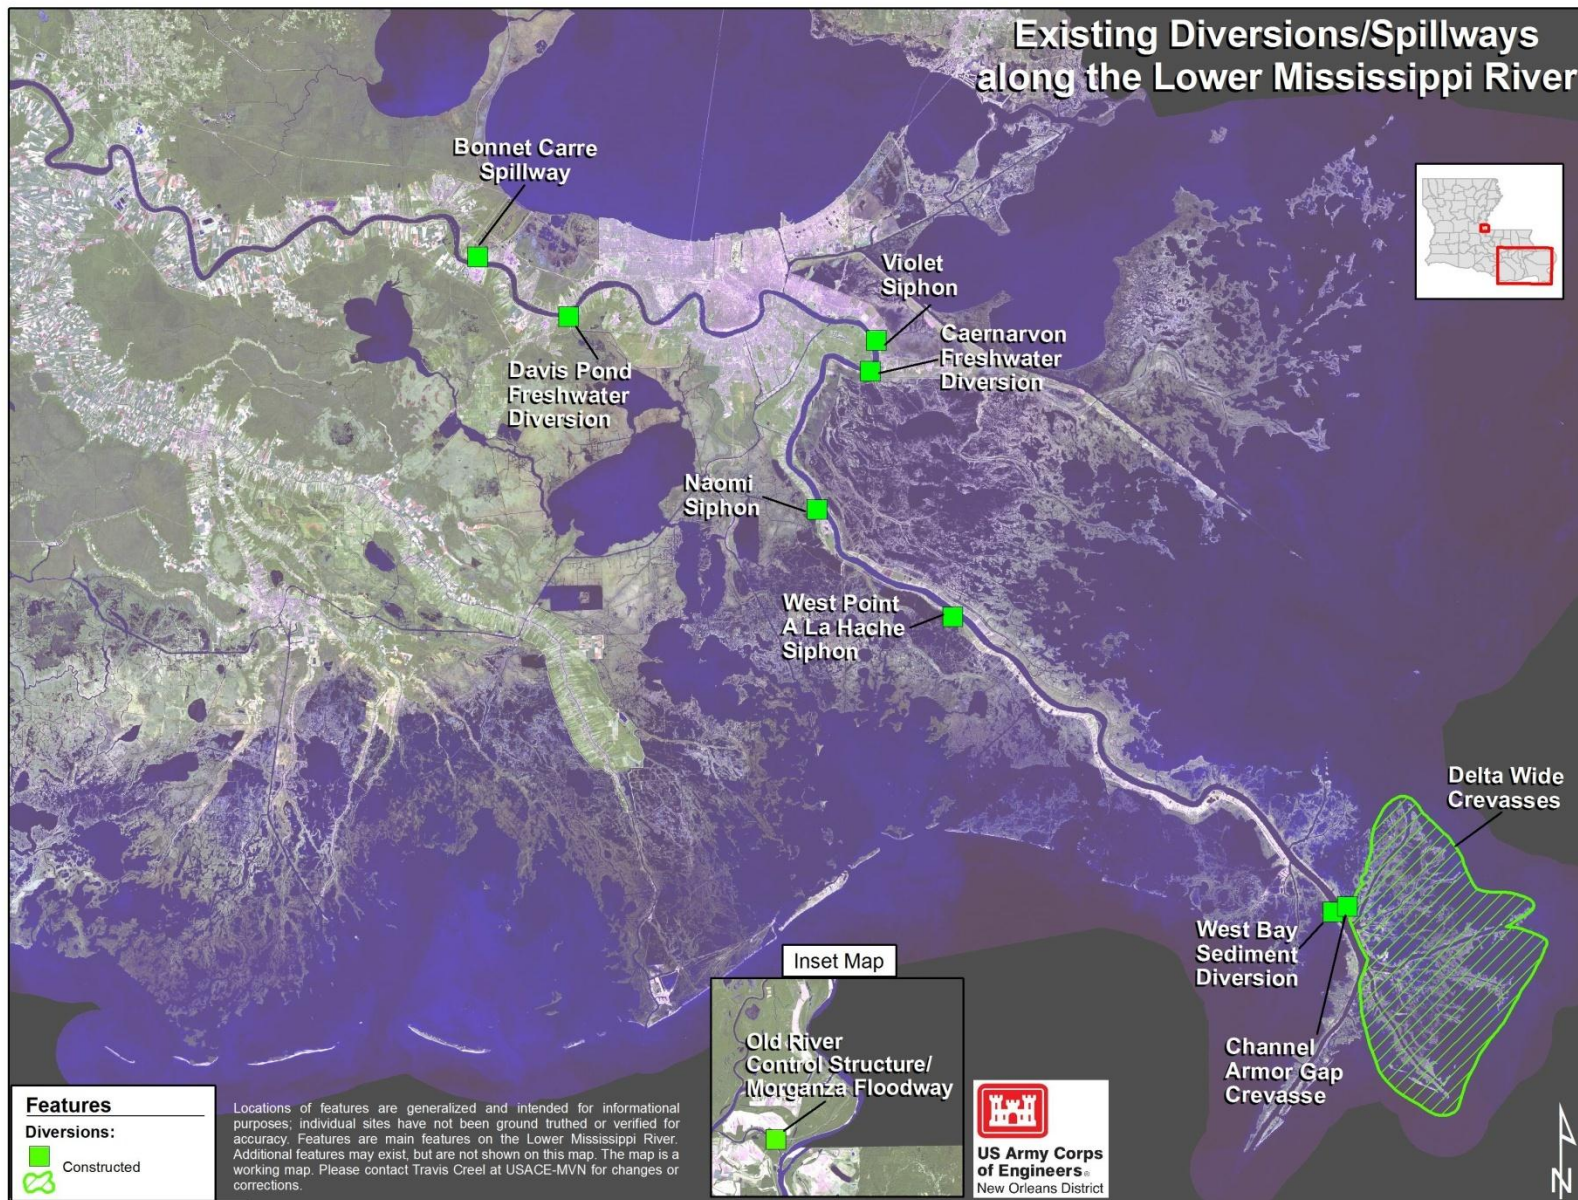 Existing Diversions/Spillways
along the Lower Mississippi River
Bonnet Carre
Spillway
Violet
Siphon
Caernarvon
Freshwater
Diversion
Davis Pond
Freshwater
Diversion
Naomi
Siphon
West Point
A La Hache
Siphon
Delta Wide
Crevasses
West Bay
Sediment
Diversion
Channel
Armor Gap
Crevasse
Inset Map
Old River
Control Structure/
Morganza Floodway
Features
Diversions:
Constructed
Locations of features are generalized and intended for informational
purposes; individual sites have not been ground truthed or verified for
accuracy. Features are main features on the Lower Mississippi River.
Additional features may exist, but are not shown on this map. The map is a
working map. Please contact Travis Creel at USACE-MVN for changes or
corrections.
US Army Corps
of Engineers®
New Orleans District
N